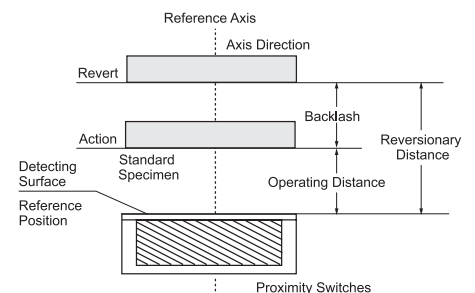 Reference Axis
Axis Direction
Revert
Backlash
Action
Reversionary
Distance
Standard
Specimen
Detecting
Surface
Operating Distance
Reference
Position
Proximity Switches